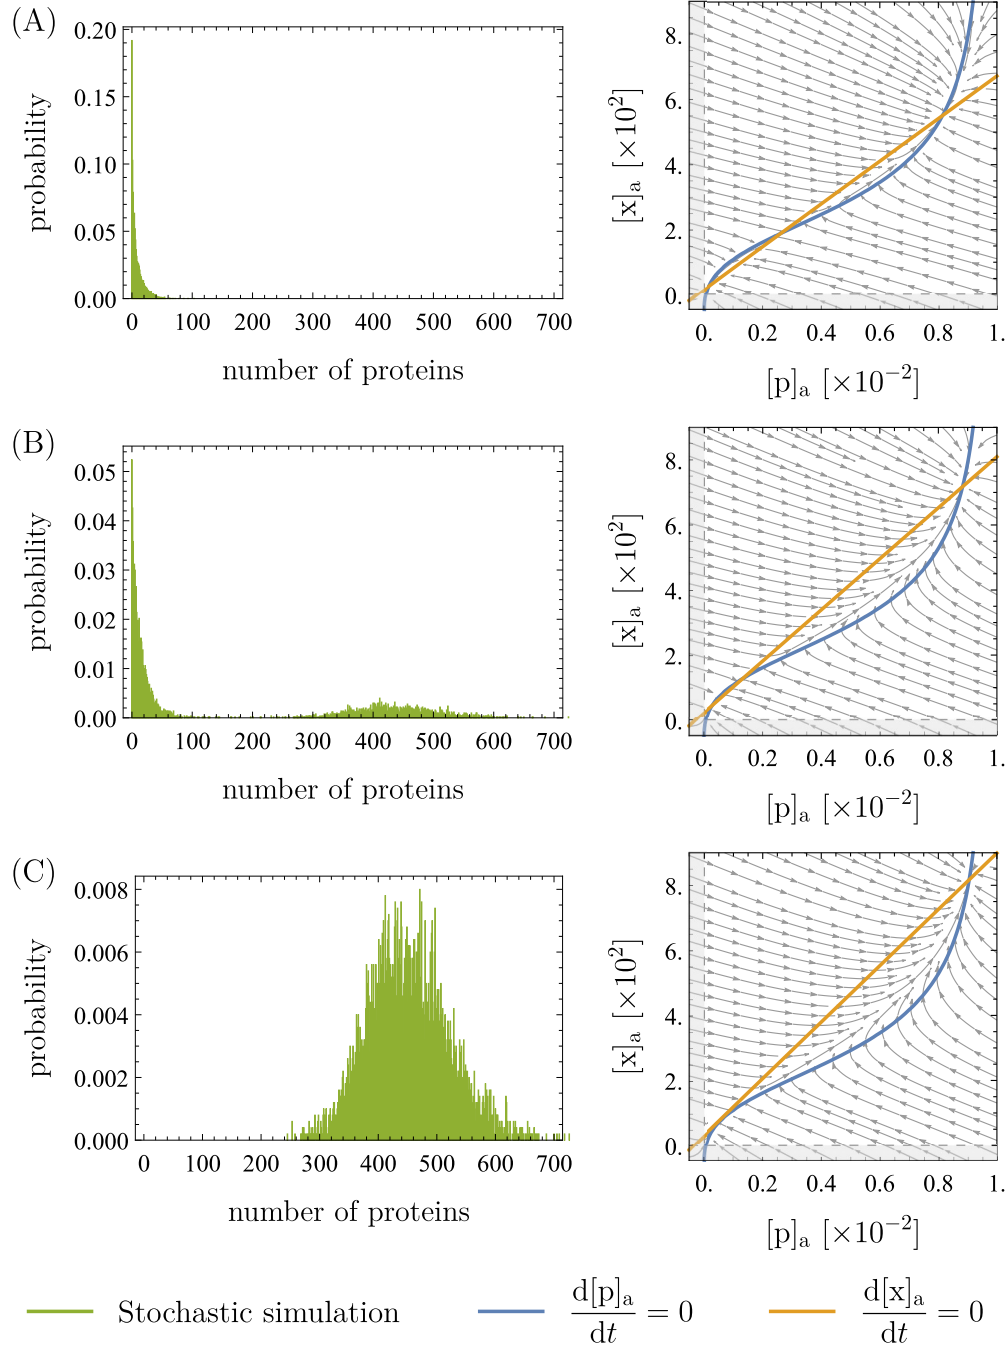 (A)
0.20
0.15
0.10
0.05
0.00
probability
0 100 200 300 400 500 600 700
number of proteins
8.
6.
4.
2.
0.
[x]ₐ [×10²]
0. 0.2 0.4 0.6 0.8 1.
[p]ₐ [×10⁻²]
(B)
0.05
0.04
0.03
0.02
0.01
0.00
probability
0 100 200 300 400 500 600 700
number of proteins
8.
6.
4.
2.
0.
[x]ₐ [×10²]
0. 0.2 0.4 0.6 0.8 1.
[p]ₐ [×10⁻²]
(C)
0.008
0.006
0.004
0.002
0.000
probability
0 100 200 300 400 500 600 700
number of proteins
8.
6.
4.
2.
0.
[x]ₐ [×10²]
0. 0.2 0.4 0.6 0.8 1.
[p]ₐ [×10⁻²]
Stochastic simulation d[p]ₐ/dt = 0 d[x]ₐ/dt = 0